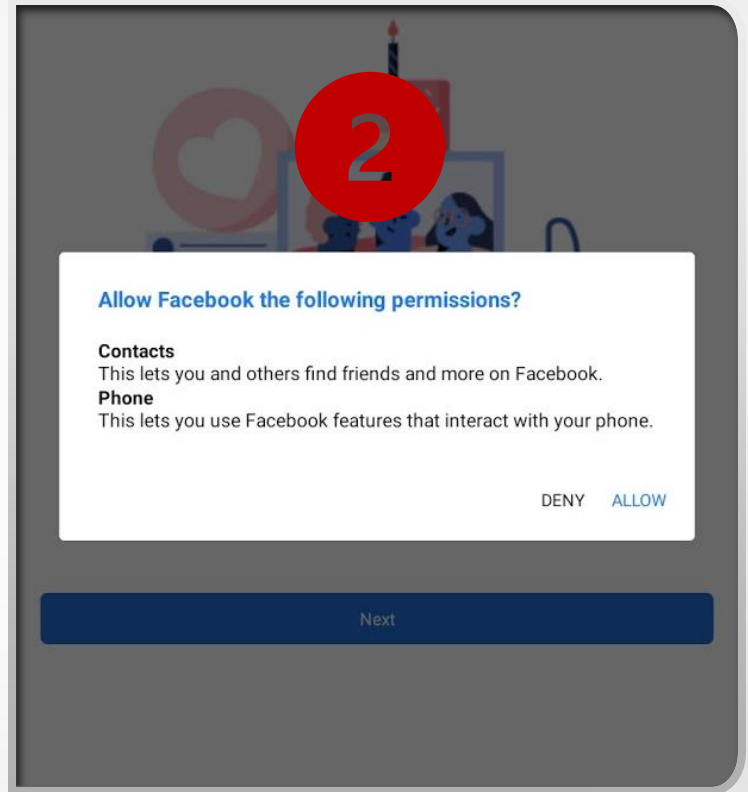 2
Allow Facebook the following permissions?
Contacts
This lets you and others find friends and more on Facebook.
Phone
This lets you use Facebook features that interact with your phone.
DENY ALLOW
Next